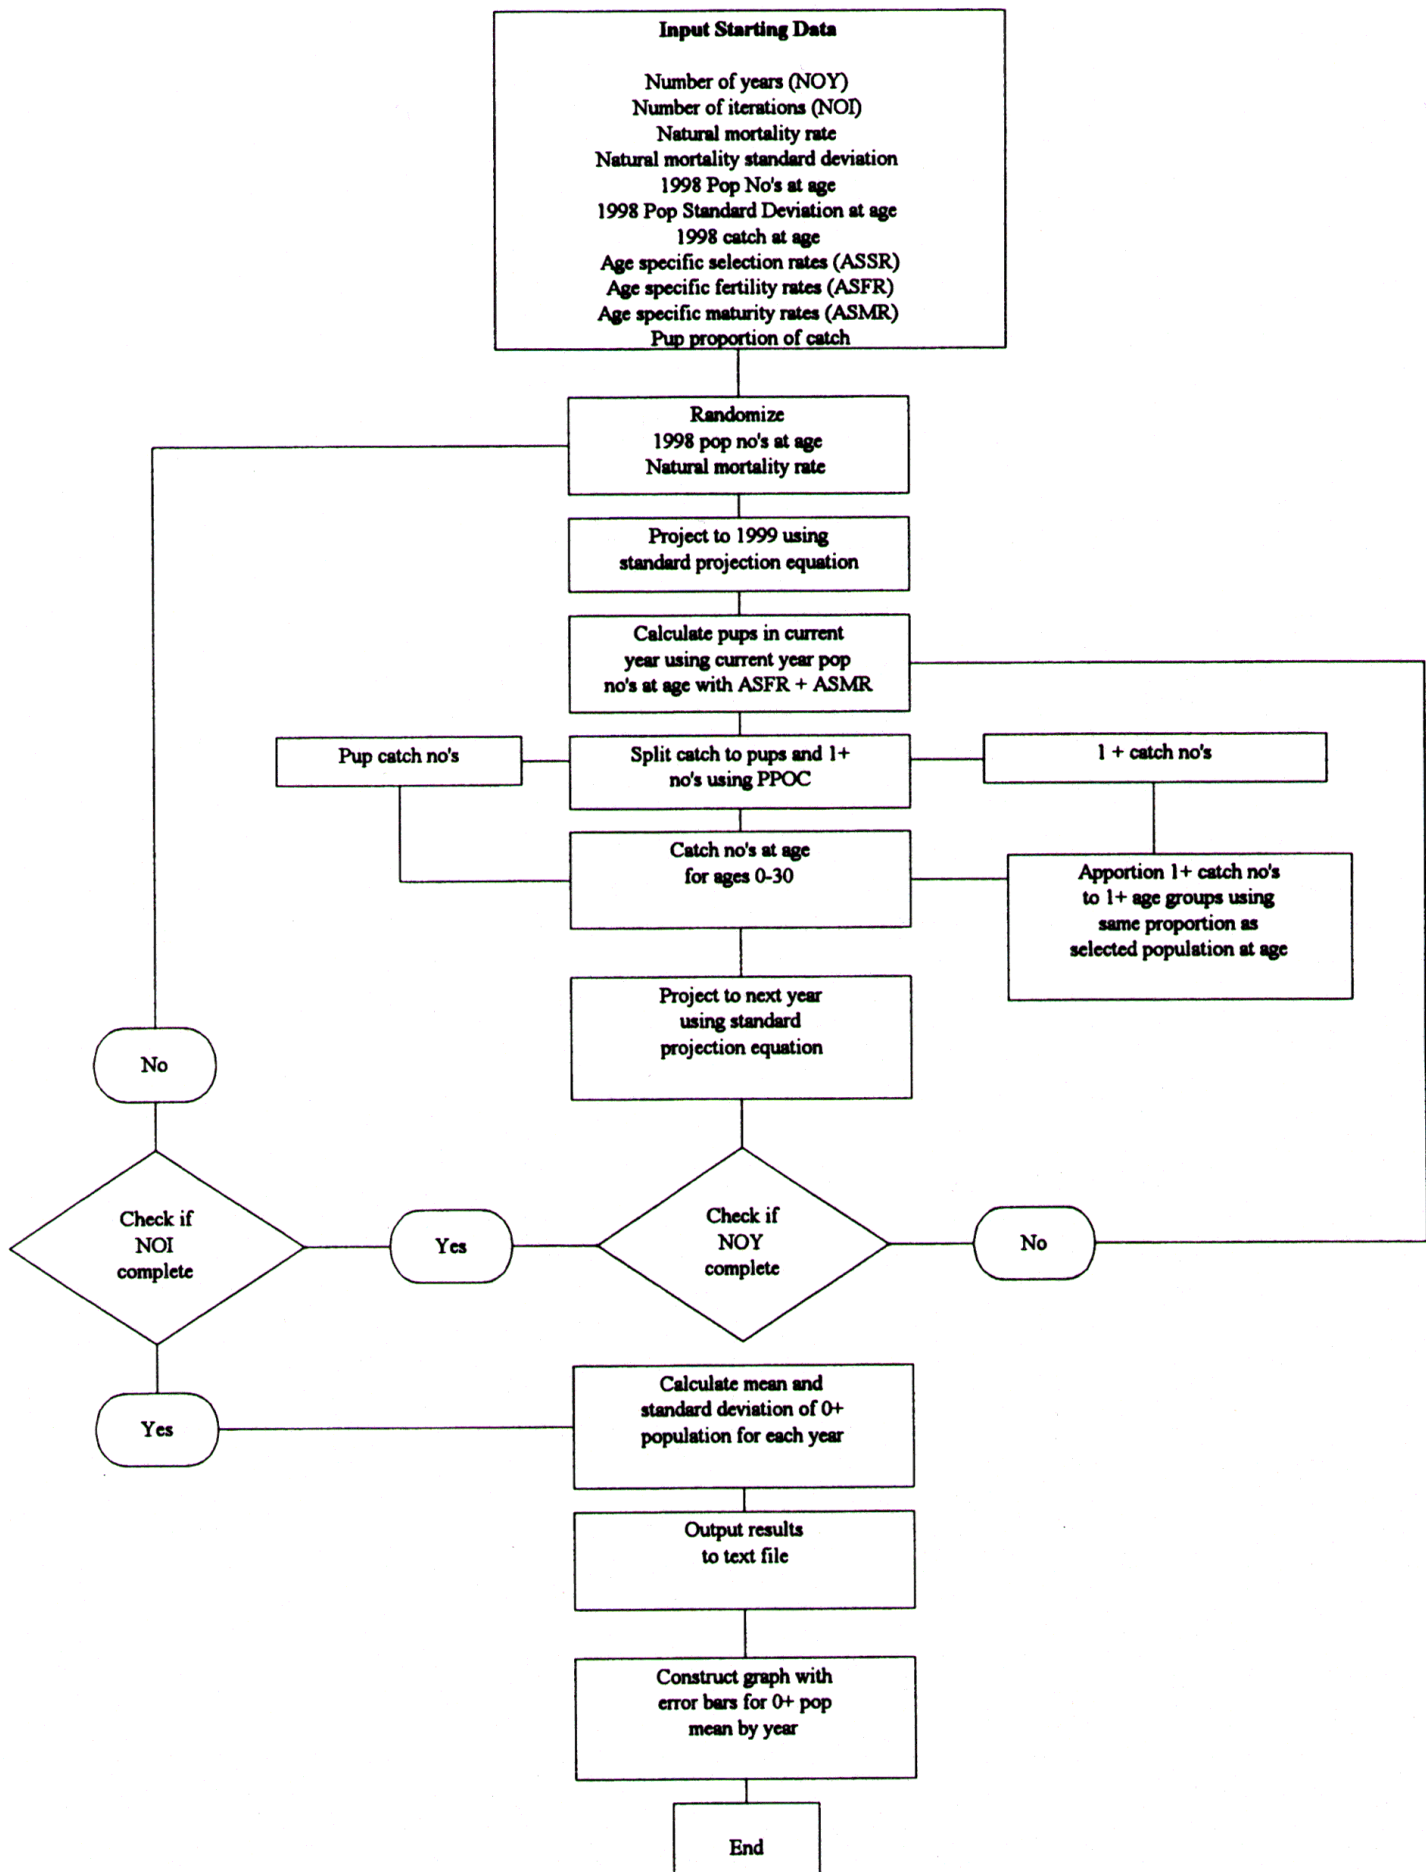 Input Starting Data
Number of years (NOY)
Number of iterations (NOI)
Natural mortality rate
Natural mortality standard deviation
1998 Pop No's at age
1998 Pop Standard Deviation at age
1998 catch at age
Age specific selection rates (ASSR)
Age specific fertility rates (ASFR)
Age specific maturity rates (ASMR)
Pup proportion of catch
Randomize
1998 pop no's at age
Natural mortality rate
Project to 1999 using
standard projection equation
Calculate pups in current
year using current year pop
no's at age with ASFR + ASMR
Pup catch no's
Split catch to pups and 1+
no's using PPOC
1 + catch no's
Catch no's at age
for ages 0-30
Apportion 1+ catch no's
to 1+ age groups using
same proportion as
selected population at age
Project to next year
using standard
projection equation
No
Check if
NOI
complete
Yes
Check if
NOY
complete
No
Yes
Calculate mean and
standard deviation of 0+
population for each year
Output results
to text file
Construct graph with
error bars for 0+ pop
mean by year
End